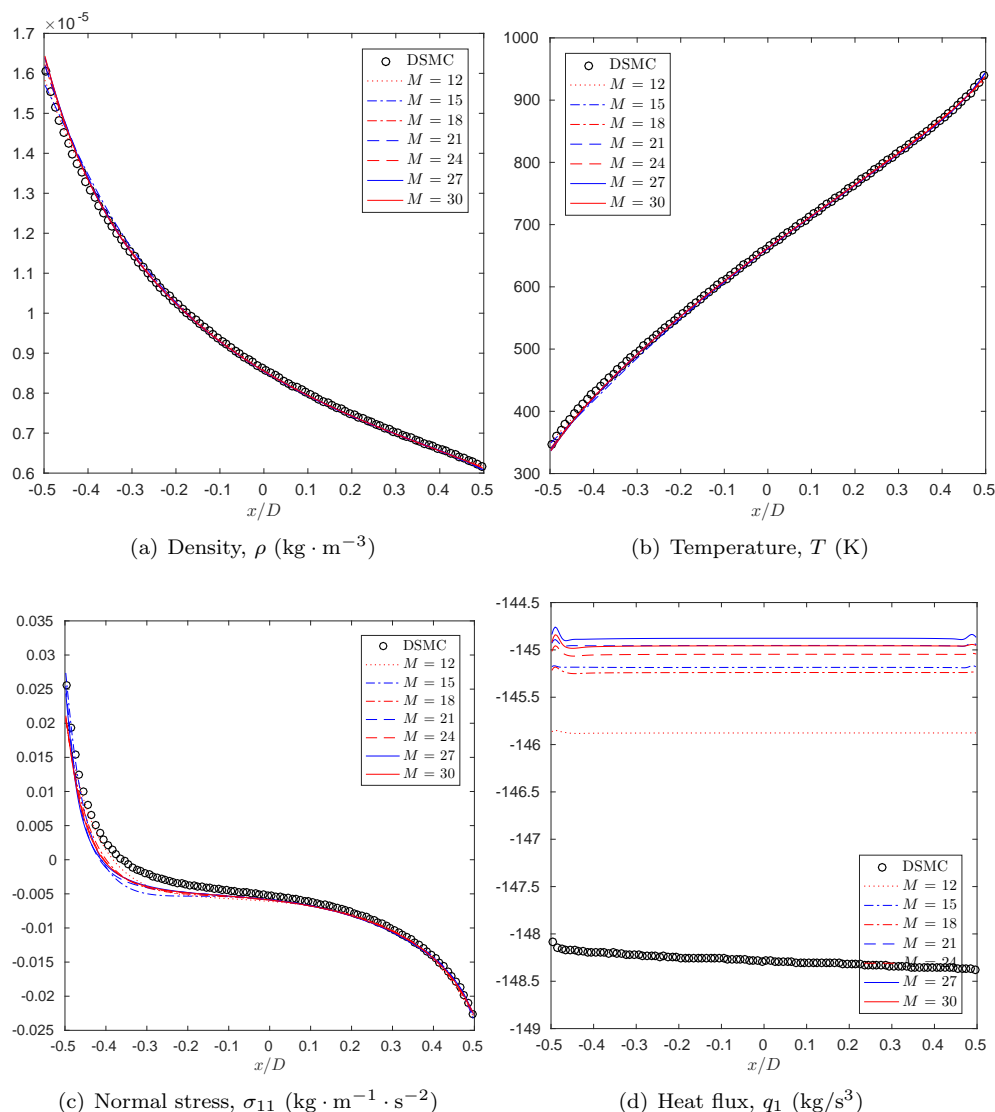 ×10⁻⁵
1.7
1.6
1.5
1.4
1.3
1.2
1.1
1
0.9
0.8
0.7
0.6
-0.5 -0.4 -0.3 -0.2 -0.1 0 0.1 0.2 0.3 0.4 0.5
x/D
DSMC
M = 12
M = 15
M = 18
M = 21
M = 24
M = 27
M = 30
(a) Density, ρ (kg · m⁻³)
1000
900
800
700
600
500
400
300
-0.5 -0.4 -0.3 -0.2 -0.1 0 0.1 0.2 0.3 0.4 0.5
x/D
DSMC
M = 12
M = 15
M = 18
M = 21
M = 24
M = 27
M = 30
(b) Temperature, T (K)
0.035
0.03
0.025
0.02
0.015
0.01
0.005
0
-0.005
-0.01
-0.015
-0.02
-0.025
-0.5 -0.4 -0.3 -0.2 -0.1 0 0.1 0.2 0.3 0.4 0.5
x/D
DSMC
M = 12
M = 15
M = 18
M = 21
M = 24
M = 27
M = 30
(c) Normal stress, σ₁₁ (kg · m⁻¹ · s⁻²)
-144.5
-145
-145.5
-146
-146.5
-147
-147.5
-148
-148.5
-149
-0.5 -0.4 -0.3 -0.2 -0.1 0 0.1 0.2 0.3 0.4 0.5
x/D
DSMC
M = 12
M = 15
M = 18
M = 21
M = 24
M = 27
M = 30
(d) Heat flux, q₁ (kg/s³)